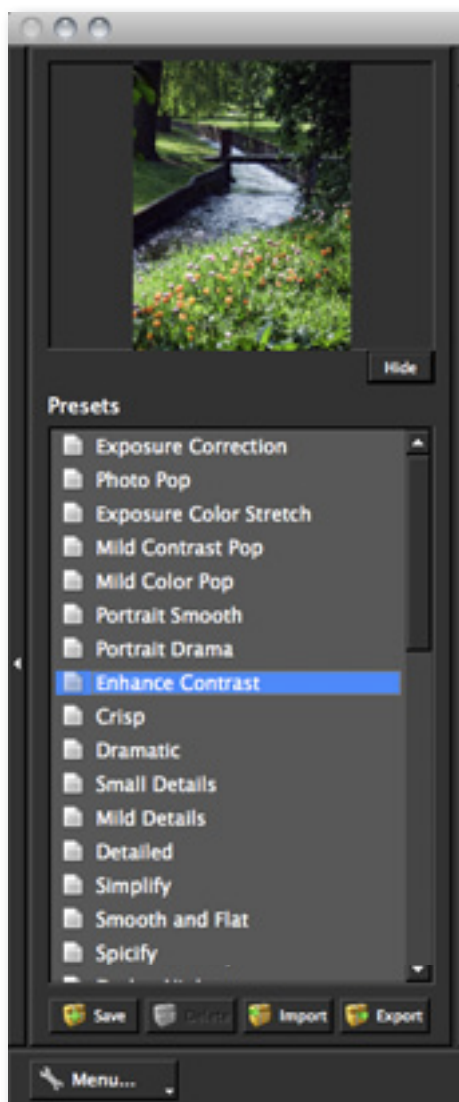 Hide
Presets
Exposure Correction
Photo Pop
Exposure Color Stretch
Mild Contrast Pop
Mild Color Pop
Portrait Smooth
Portrait Drama
Enhance Contrast
Crisp
Dramatic
Small Details
Mild Details
Detailed
Simplify
Smooth and Flat
Spicify
Save Delete Import Export
Menu...